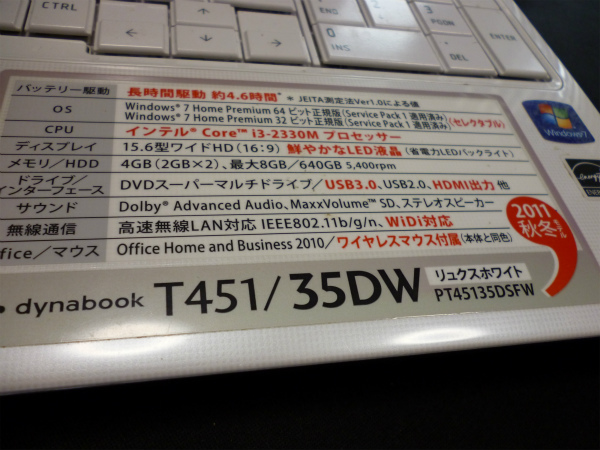 CTRL
ENS
3
PGSN
ENTER
0
INS
.
DEL
バッテリー駆動 長時間駆動 約4.6時間* * JEITA測定法Ver1.0による値
OS Windows® 7 Home Premium 64 ビット正規版(Service Pack 1 適用済み)
Windows® 7 Home Premium 32 ビット正規版(Service Pack 1 適用済み) (セレクタブル)
CPU インテル® Core™ i3-2330M プロセッサー
ディスプレイ 15.6型ワイドHD(16:9) 鮮やかなLED液晶 (省電力LEDバックライト)
メモリ/HDD 4GB(2GB×2)、最大8GB/640GB 5,400rpm
ドライブ/
インターフェース DVDスーパーマルチドライブ/USB3.0、USB2.0、HDMI出力 他
サウンド Dolby® Advanced Audio、MaxxVolume™ SD、ステレオスピーカー
無線通信 高速無線LAN対応 IEEE802.11b/g/n、WiDi対応
ffice/マウス Office Home and Business 2010/ワイヤレスマウス付属(本体と同色)
Windows 7
2011
秋冬モデル
dynabook T451/35DW リュクスホワイト
PT45135DSFW